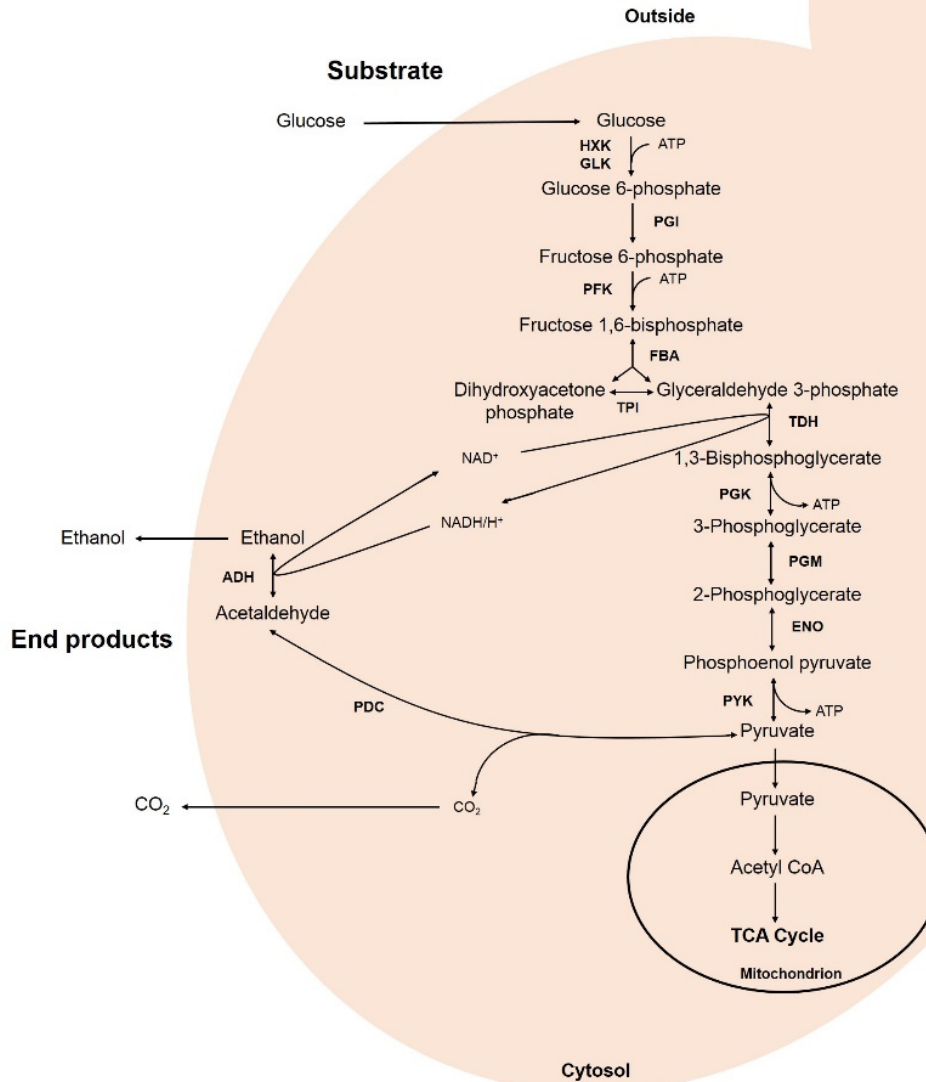 Outside
Substrate
Glucose
Glucose
HXK
ATP
GLK
Glucose 6-phosphate
PGI
Fructose 6-phosphate
PFK
ATP
Fructose 1,6-bisphosphate
FBA
Dihydroxyacetone
phosphate
TPI
Glyceraldehyde 3-phosphate
TDH
NAD⁺
1,3-Bisphosphoglycerate
PGK
ATP
NADH/H⁺
3-Phosphoglycerate
Ethanol
Ethanol
PGM
ADH
2-Phosphoglycerate
Acetaldehyde
ENO
End products
Phosphoenol pyruvate
PDC
PYK
ATP
Pyruvate
CO₂
CO₂
Pyruvate
Acetyl CoA
TCA Cycle
Mitochondrion
Cytosol